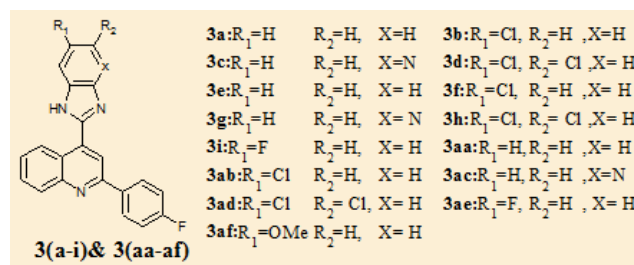 R1 R2
x
HN N
N
F
3(a-i)& 3(aa-af)
3a:R1=H R2=H, X=H 3b:R1=Cl, R2=H ,X=H
3c:R1=H R2=H, X=N 3d:R1=Cl, R2= Cl, X= H
3e:R1=H R2=H, X= H 3f:R1=Cl, R2=H , X= H
3g:R1=H R2=H, X= N 3h:R1=Cl, R2= Cl , X= H
3i:R1=F R2=H, X= H 3aa:R1=H,R2=H , X= H
3ab:R1=Cl R2=H, X= H 3ac:R1=H,R2=H ,X=N
3ad:R1=Cl R2= Cl, X= H 3ae:R1=F, R2=H , X= H
3af:R1=OMe R2=H, X= H